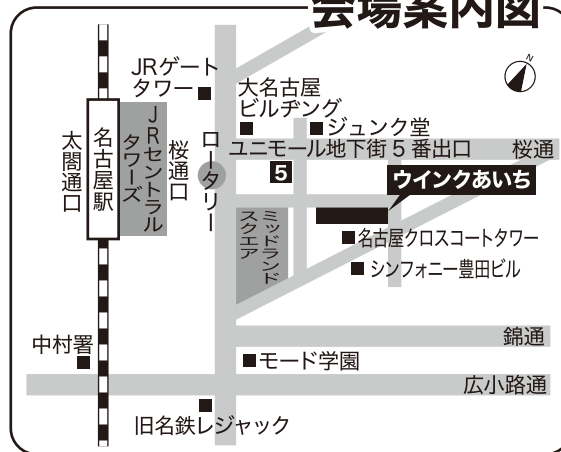 会場案内図
N
JRゲート
タワー
大名古屋
ビルヂング
ジュンク堂
ユニモール地下街5番出口
桜通
5
ウインクあいち
名古屋駅
JRセントラル
タワーズ
桜通口
太閤通口
ロータリー
ミッドランド
スクエア
名古屋クロスコートタワー
シンフォニー豊田ビル
錦通
中村署
モード学園
広小路通
旧名鉄レジャック